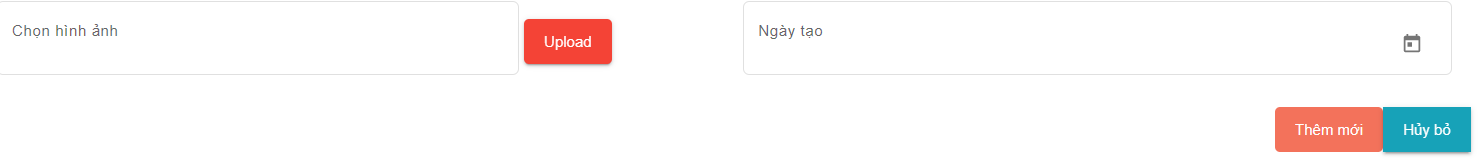 Chọn hình ảnh
Upload
Ngày tạo
Thêm mới
Hủy bỏ